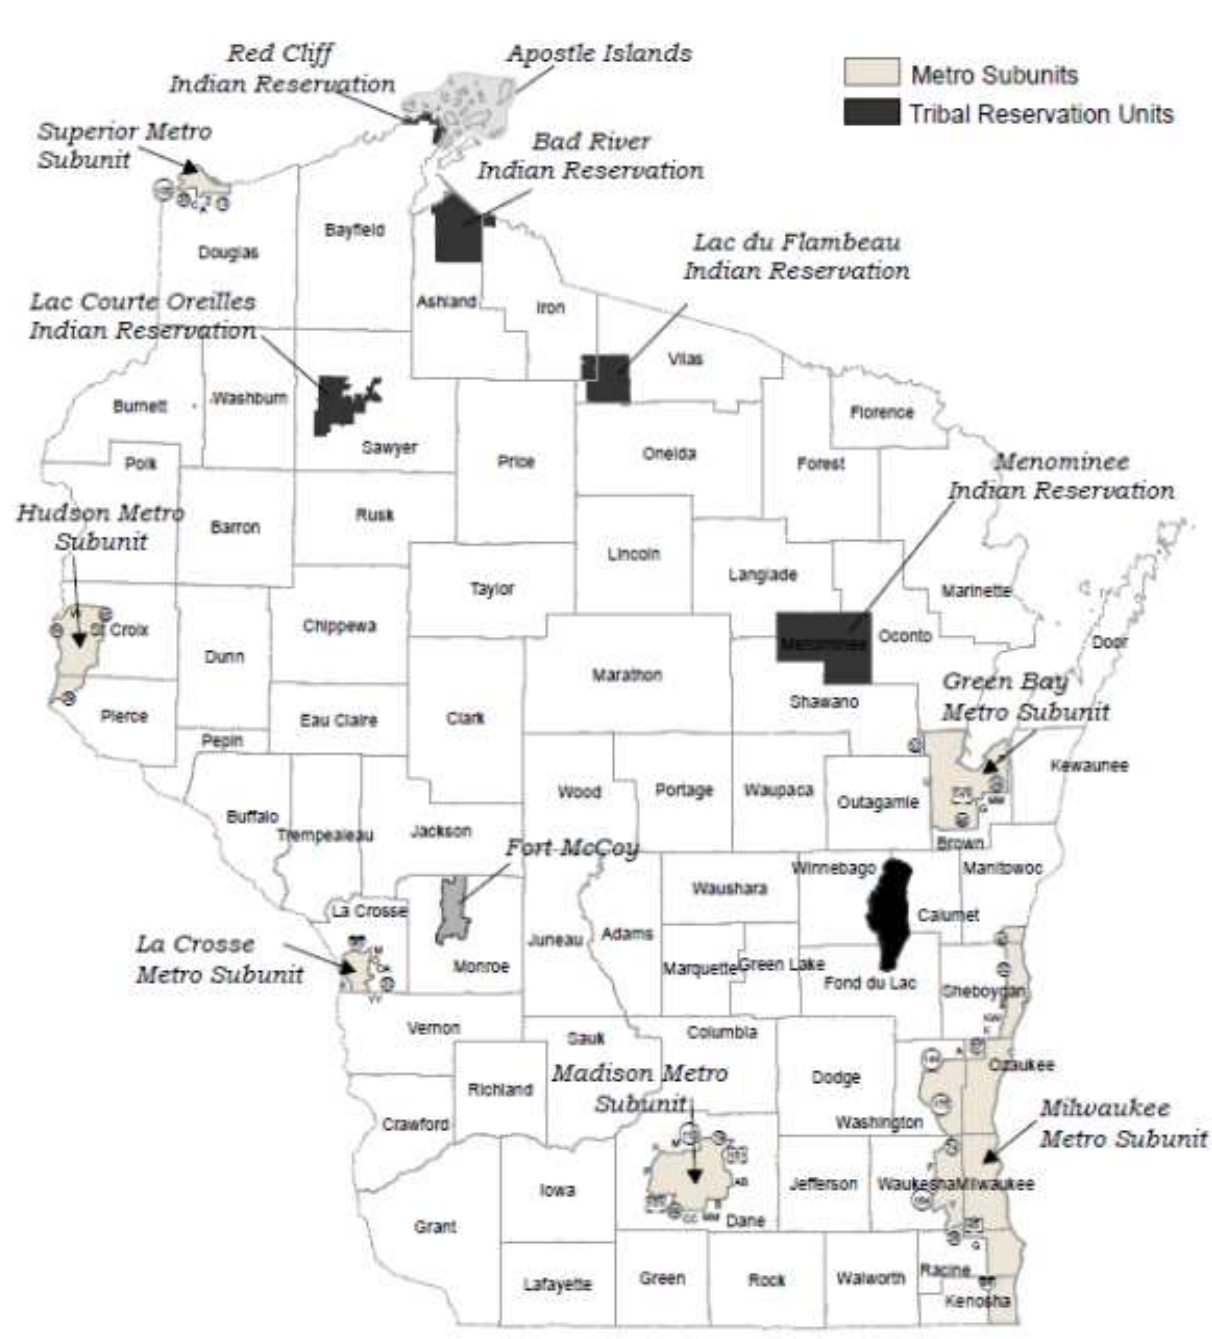 Red Cliff
Indian Reservation
Apostle Islands
Metro Subunits
Tribal Reservation Units
Superior Metro
Subunit
Bad River
Indian Reservation
Bayfield
Douglas
Lac du Flambeau
Indian Reservation
Lac Courte Oreilles
Indian Reservation
Ashland
Iron
Vilas
Burnett
Washburn
Sawyer
Florence
Polk
Price
Oneida
Forest
Menominee
Indian Reservation
Hudson Metro
Subunit
Barron
Rusk
Lincoln
Langlade
Taylor
Marinette
St Croix
Chippewa
Dunn
Menominee
Oconto
Door
Marathon
Shawano
Green Bay
Metro Subunit
Pierce
Eau Claire
Clark
Pepin
Kewaunee
Wood
Portage
Waupaca
Outagamie
Buffalo
Trempealeau
Jackson
Fort McCoy
Brown
Winnebago
Manitowoc
Waushara
La Crosse
Calumet
La Crosse
Metro Subunit
Juneau
Adams
Monroe
Marquette
Green Lake
Fond du Lac
Sheboygan
Vernon
Sauk
Columbia
Madison Metro
Subunit
Richland
Dodge
Ozaukee
Crawford
Washington
Milwaukee
Metro Subunit
Iowa
Jefferson
Waukesha
Milwaukee
Dane
Grant
Lafayette
Green
Rock
Walworth
Racine
Kenosha